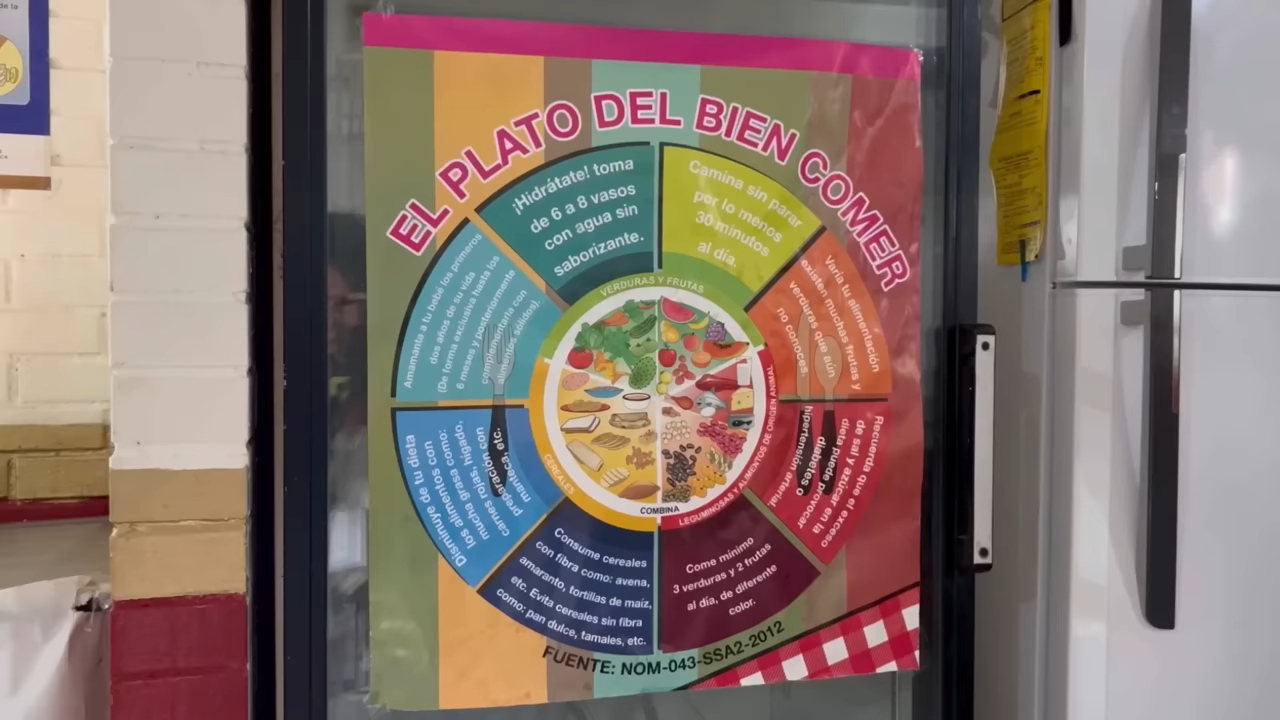 de la
EL PLATO DEL BIEN COMER
¡Hidrátate! toma
de 6 a 8 vasos
con agua sin
saborizante.
Camina sin parar
por lo menos
30 minutos
al día.
Varía tu alimentación
existen muchas frutas y
verduras que aún
no conoces.
Recuerda que el exceso
de sal y azúcar en la
dieta puede provocar
diabetes o
hipertensión arterial.
Come mínimo
3 verduras y 2 frutas
al día, de diferente
color.
Consume cereales
con fibra como: avena,
amaranto, tortillas de maíz,
etc. Evita cereales sin fibra
como: pan dulce, tamales, etc.
Disminuye de tu dieta
los alimentos con
mucha grasa como:
carnes rojas, hígado,
preparación con
manteca, etc.
Amamanta a tu bebé los primeros
dos años de su vida
(De forma exclusiva hasta los
6 meses y posteriormente
complementaria con
alimentos sólidos).
VERDURAS Y FRUTAS
LEGUMINOSAS Y ALIMENTOS DE ORIGEN ANIMAL
COMBINA
CEREALES
FUENTE: NOM-043-SSA2-2012